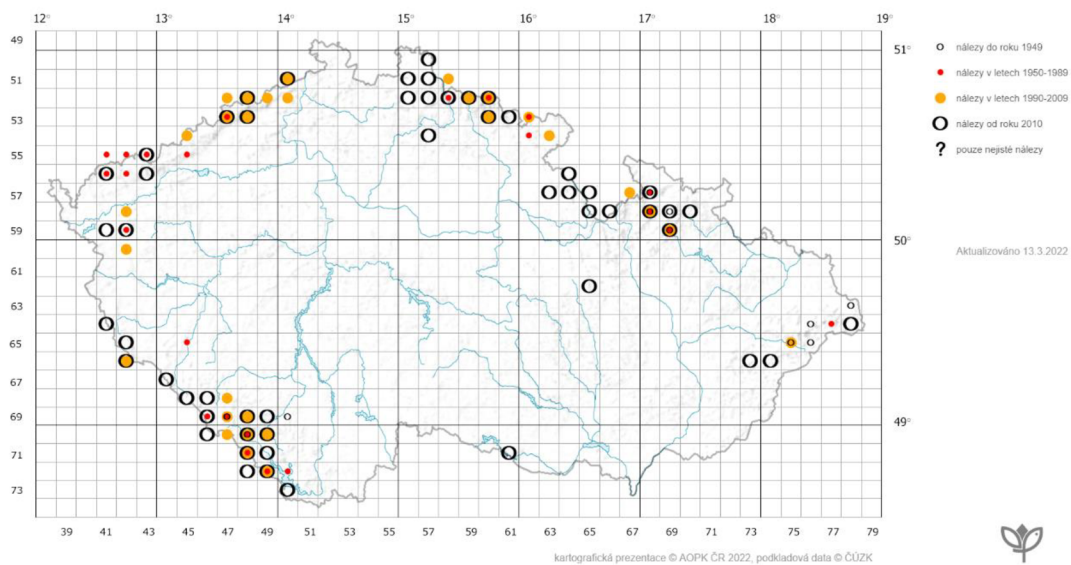 12° 13° 14° 15° 16° 17° 18° 19°
49
51°
51
53
55
57
59
50°
61
63
65
67
69
49°
71
73
39 41 43 45 47 49 51 53 55 57 59 61 63 65 67 69 71 73 75 77 79
nálezy do roku 1949
nálezy v letech 1950-1989
nálezy v letech 1990-2009
nálezy od roku 2010
? pouze nejisté nálezy
Aktualizováno 13.3.2022
kartografická prezentace © AOPK ČR 2022, podkladová data © ČÚZK